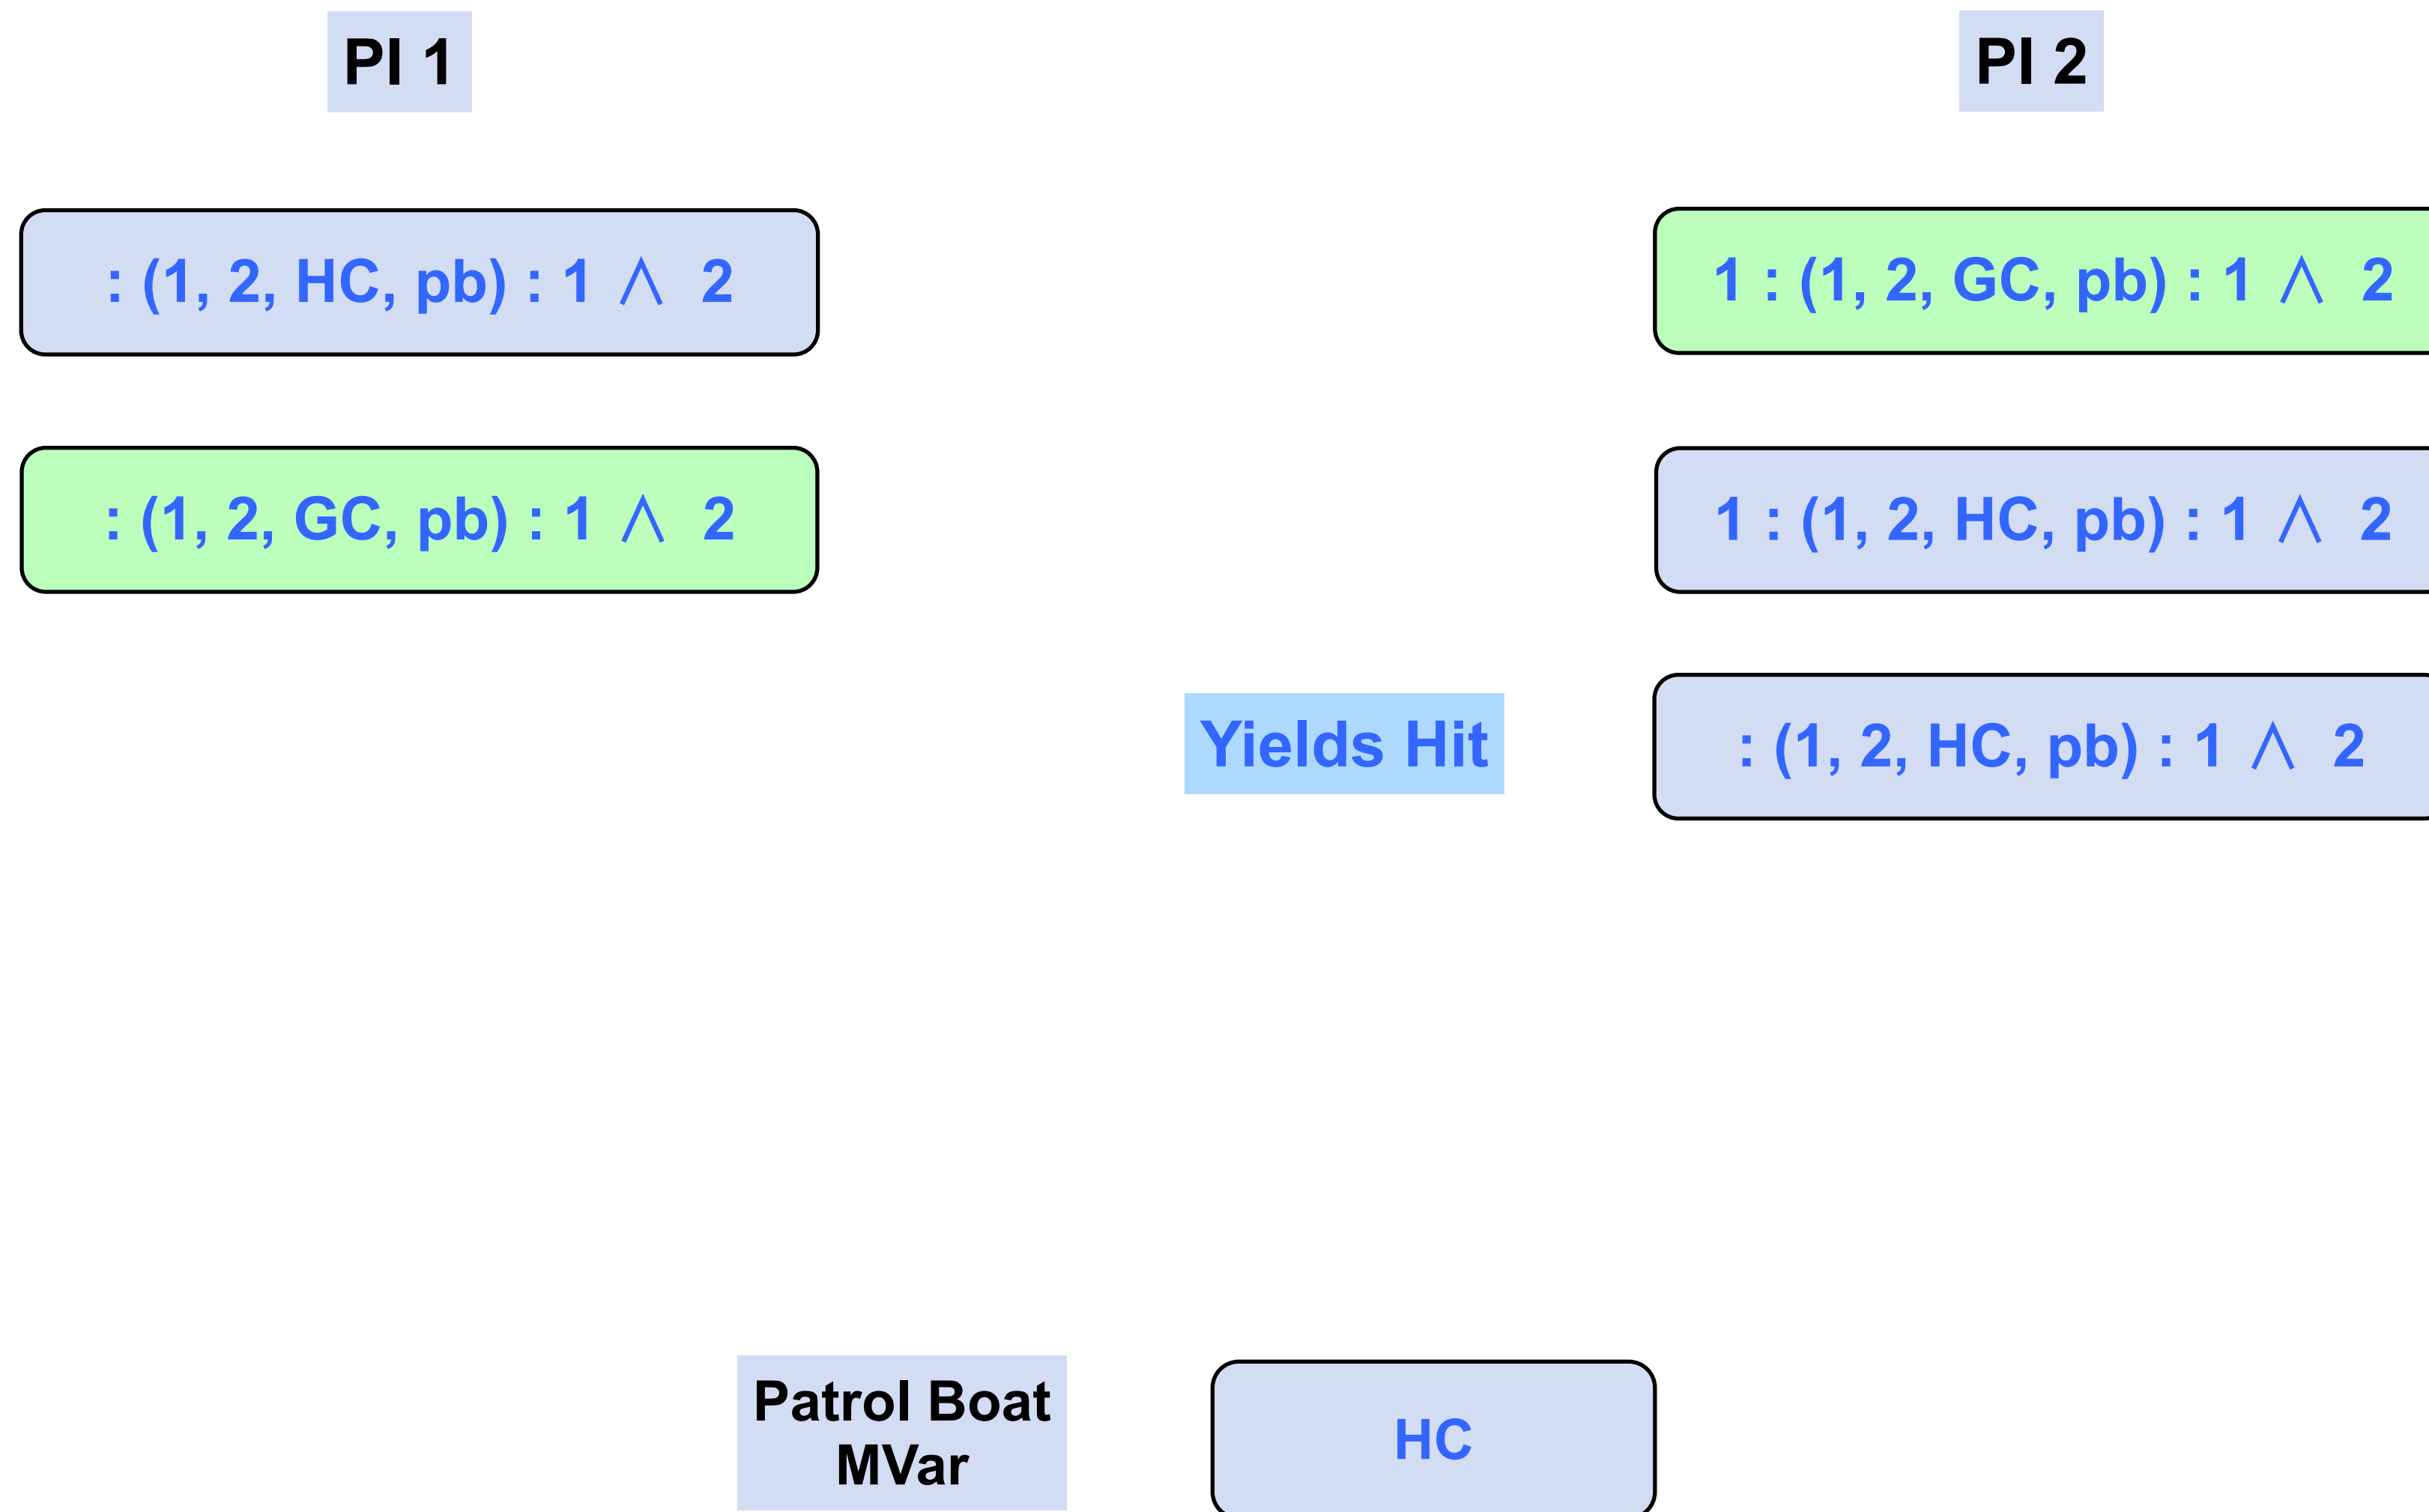 PI 1
PI 2
: (1, 2, HC, pb) : 1 ∧ 2
1 : (1, 2, GC, pb) : 1 ∧ 2
: (1, 2, GC, pb) : 1 ∧ 2
1 : (1, 2, HC, pb) : 1 ∧ 2
Yields Hit
: (1, 2, HC, pb) : 1 ∧ 2
Patrol Boat
MVar
HC